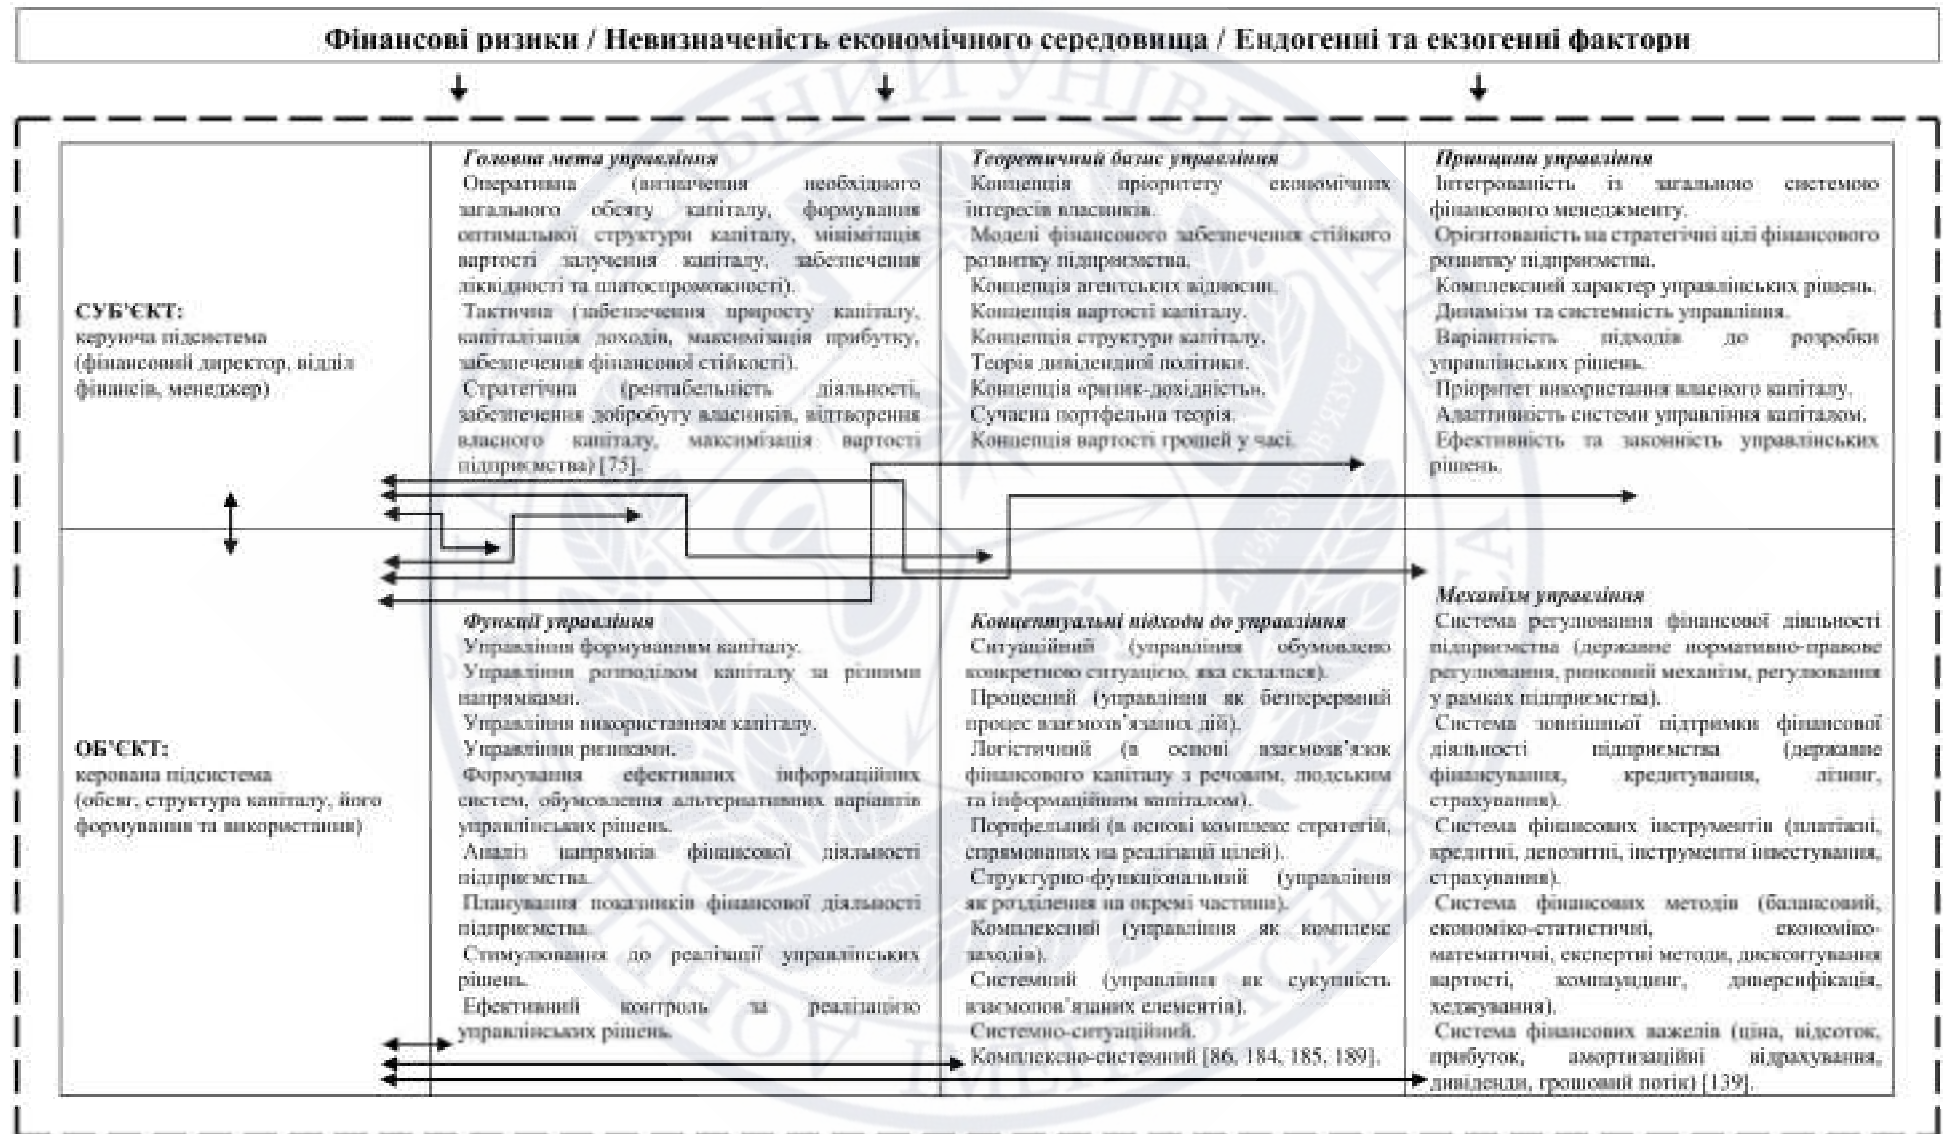 Фінансові ризики / Невизначеність економічного середовища / Ендогенні та екзогенні фактори
СУБ'ЄКТ:
керуюча підсистема
(фінансовий директор, відділ
фінансів, менеджер)
Головна мета управління
Оперативна (визначення необхідного
загального обсягу капіталу, формування
оптимальної структури капіталу, мінімізація
вартості залучення капіталу, забезпечення
ліквідності та платоспроможності).
Тактична (забезпечення приросту капіталу,
капіталізація доходів, максимізація прибутку,
забезпечення фінансової стійкості).
Стратегічна (рентабельність діяльності,
забезпечення добробуту власників, відтворення
власного капіталу, максимізація вартості
підприємства) [75].
Теоретичний базис управління
Концепція пріоритету економічних
інтересів власників.
Моделі фінансового забезпечення стійкого
розвитку підприємства.
Концепція агентських відносин.
Концепція вартості капіталу.
Концепція структури капіталу.
Теорія дивідендної політики.
Концепція «ризик-дохідність».
Сучасна портфельна теорія.
Концепція вартості грошей у часі.
Принципи управління
Інтегрованість із загальною системою
фінансового менеджменту.
Орієнтованість на стратегічні цілі фінансового
розвитку підприємства.
Комплексний характер управлінських рішень.
Динамізм та системність управління.
Варіантність підходів до розробки
управлінських рішень.
Пріоритет використання власного капіталу.
Адаптивність системи управління капіталом.
Ефективність та законність управлінських
рішень.
ОБ'ЄКТ:
керована підсистема
(обсяг, структура капіталу, його
формування та використання)
Функції управління
Управління формуванням капіталу.
Управління розподілом капіталу за різними
напрямками.
Управління використанням капіталу.
Управління ризиками.
Формування ефективних інформаційних
систем, обумовлення альтернативних варіантів
управлінських рішень.
Аналіз напрямків фінансової діяльності
підприємства.
Планування показників фінансової діяльності
підприємства.
Стимулювання до реалізації управлінських
рішень.
Ефективний контроль за реалізацією
управлінських рішень.
Концептуальні підходи до управління
Ситуаційний (управління обумовлено
конкретною ситуацією, яка склалася).
Процесний (управління як безперервний
процес взаємозв'язаних дій).
Логістичний (в основі взаємозв'язок
фінансового капіталу з речовим, людським
та інформаційним капіталом).
Портфельний (в основі комплекс стратегій,
спрямованих на реалізації цілей).
Структурно-функціональний (управління
як розділення на окремі частини).
Комплексний (управління як комплекс
заходів).
Системний (управління як сукупність
взаємопов'язаних елементів).
Системно-ситуаційний.
Комплексно-системний [86, 184, 185, 189].
Механізм управління
Система регулювання фінансової діяльності
підприємства (державне нормативно-правове
регулювання, ринковий механізм, регулювання
у рамках підприємства).
Система зовнішньої підтримки фінансової
діяльності підприємства (державне
фінансування, кредитування, лізинг,
страхування).
Система фінансових інструментів (платіжні,
кредитні, депозитні, інструменти інвестування,
страхування).
Система фінансових методів (балансовий,
економіко-статистичні, економіко-
математичні, експертні методи, дисконтування
вартості, компаундинг, диверсифікація,
хеджування).
Система фінансових важелів (ціна, відсоток,
прибуток, амортизаційні відрахування,
дивіденди, грошовий потік) [139].